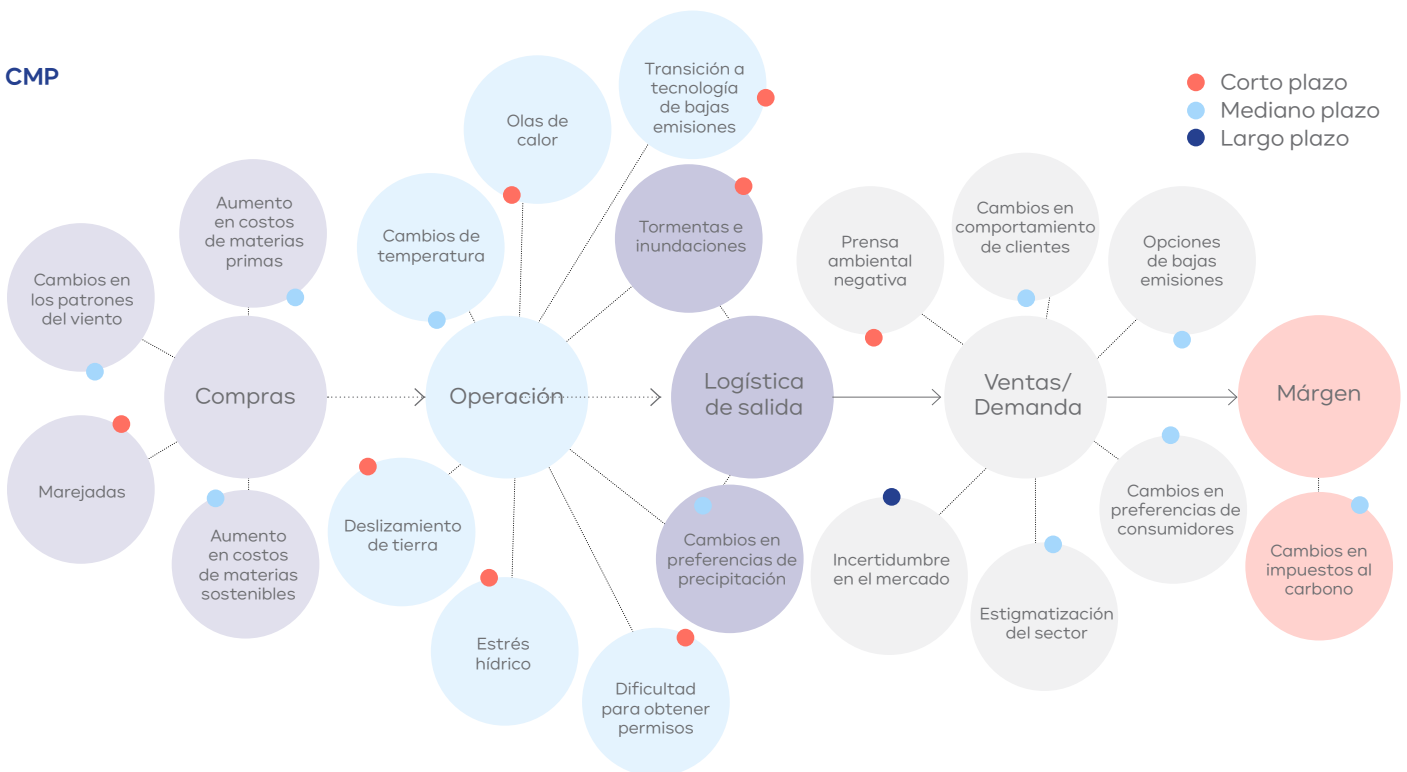 CMP
Corto plazo
Mediano plazo
Largo plazo
Cambios en
los patrones
del viento
Aumento
en costos
de materias
primas
Compras
Marejadas
Aumento
en costos
de materias
sostenibles
Cambios de
temperatura
Olas de
calor
Transición a
tecnología
de bajas
emisiones
Tormentas e
inundaciones
Operación
Deslizamiento
de tierra
Estrés
hídrico
Dificultad
para obtener
permisos
Logística
de salida
Cambios en
preferencias de
precipitación
Prensa
ambiental
negativa
Cambios en
comportamiento
de clientes
Opciones
de bajas
emisiones
Ventas/
Demanda
Incertidumbre
en el mercado
Estigmatización
del sector
Cambios en
preferencias de
consumidores
Márgen
Cambios en
impuestos al
carbono